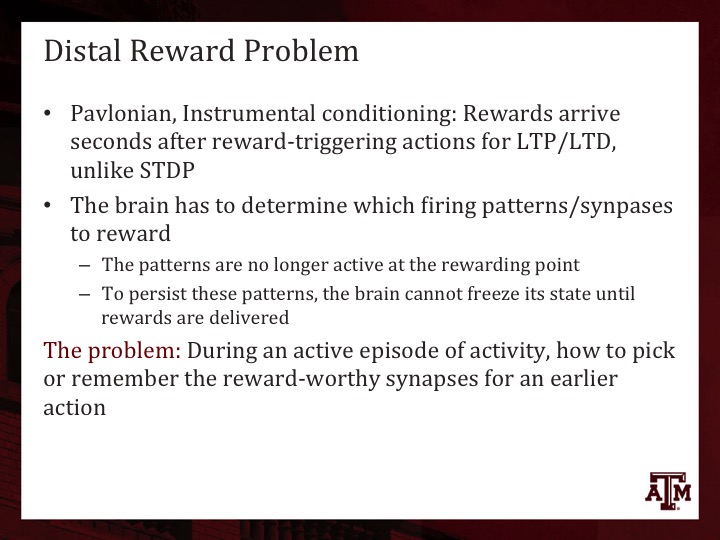 Distal Reward Problem
• Pavlonian, Instrumental conditioning: Rewards arrive
seconds after reward-triggering actions for LTP/LTD,
unlike STDP
• The brain has to determine which firing patterns/synpases
to reward
– The patterns are no longer active at the rewarding point
– To persist these patterns, the brain cannot freeze its state until
rewards are delivered
The problem: During an active episode of activity, how to pick
or remember the reward-worthy synapses for an earlier
action
ATM